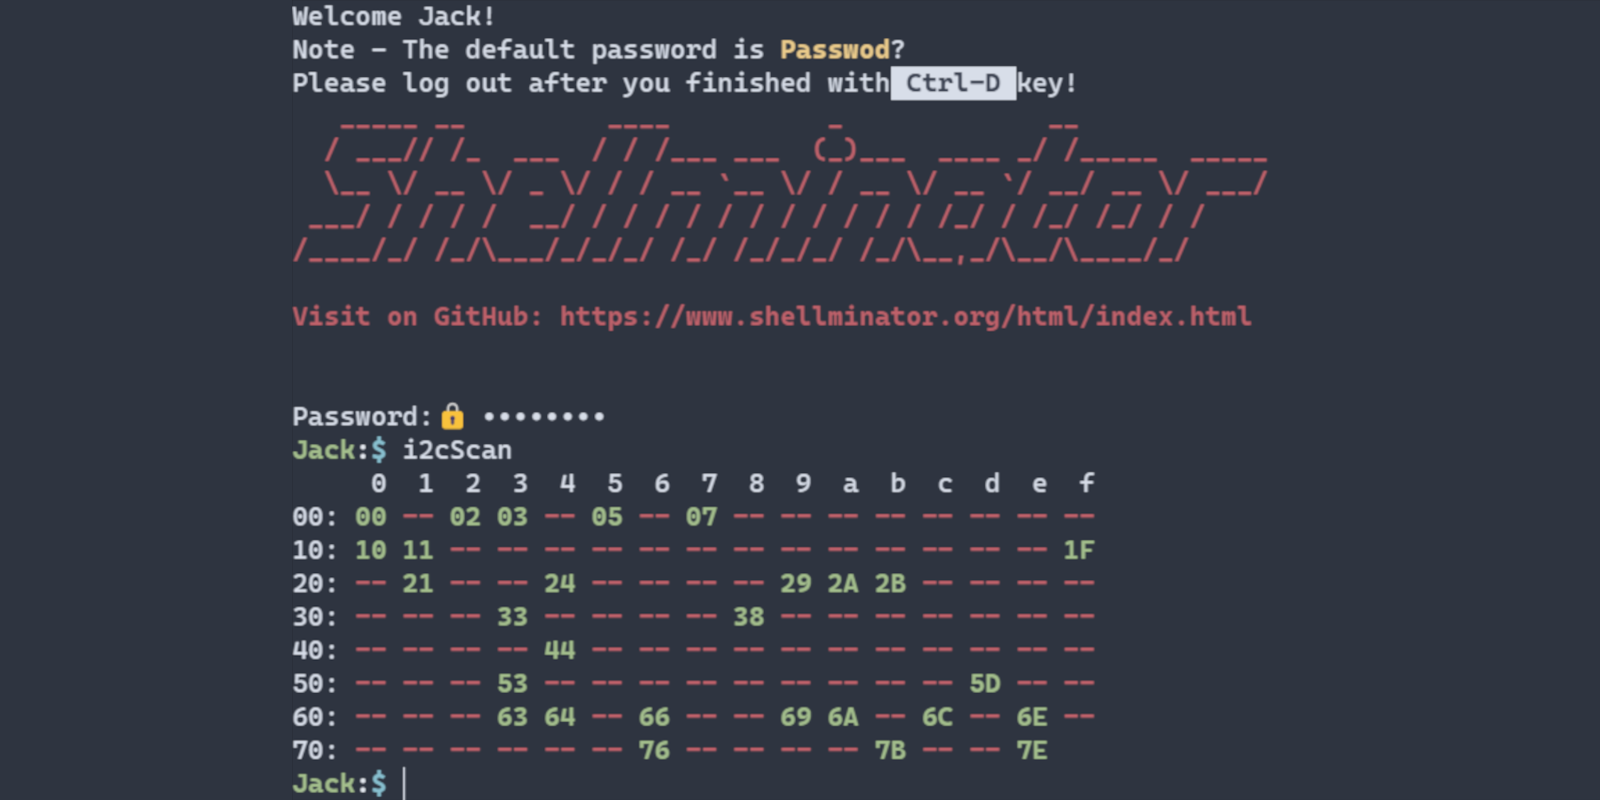 Welcome Jack!
Note - The default password is Passwod?
Please log out after you finished with Ctrl-D key!
Shellminator
Visit on GitHub: https://www.shellminator.org/html/index.html
Password:🔒 ••••••••
Jack:$ i2cScan
0 1 2 3 4 5 6 7 8 9 a b c d e f
00: 00 -- 02 03 -- 05 -- 07 -- -- -- -- -- -- -- --
10: 10 11 -- -- -- -- -- -- -- -- -- -- -- -- -- 1F
20: -- 21 -- -- 24 -- -- -- -- 29 2A 2B -- -- -- --
30: -- -- -- 33 -- -- -- -- 38 -- -- -- -- -- -- --
40: -- -- -- -- 44 -- -- -- -- -- -- -- -- -- -- --
50: -- -- -- 53 -- -- -- -- -- -- -- -- -- 5D -- --
60: -- -- -- 63 64 -- 66 -- -- 69 6A -- 6C -- 6E --
70: -- -- -- -- -- -- 76 -- -- -- -- 7B -- -- 7E
Jack:$